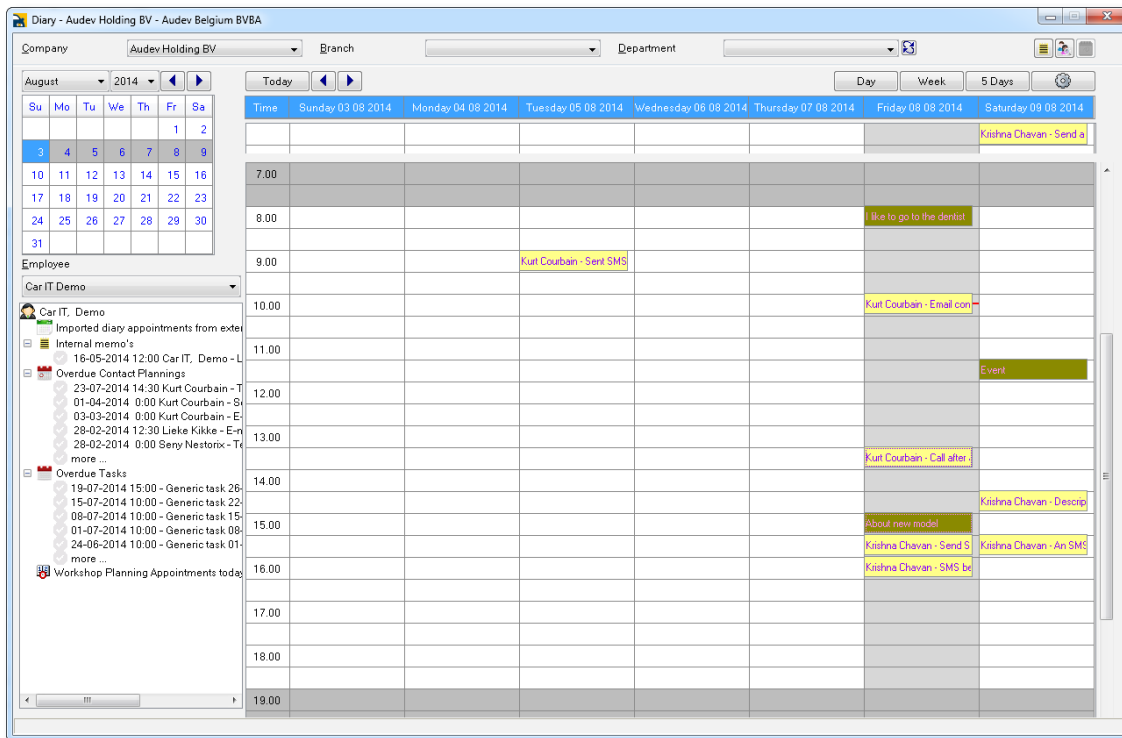 Diary - Audev Holding BV - Audev Belgium BVBA
Company Audev Holding BV Branch Department
August 2014 Today Day Week 5 Days
Su Mo Tu We Th Fr Sa
1 2
3 4 5 6 7 8 9
10 11 12 13 14 15 16
17 18 19 20 21 22 23
24 25 26 27 28 29 30
31
Employee
Car IT Demo
Car IT, Demo
Imported diary appointments from exter
Internal memo's
16-05-2014 12:00 Car IT, Demo - L
Overdue Contact Plannings
23-07-2014 14:30 Kurt Courbain - T
01-04-2014 0:00 Kurt Courbain - S
03-03-2014 0:00 Kurt Courbain - E-
28-02-2014 12:30 Lieke Kikke - E-m
28-02-2014 0:00 Seny Nestorix - Te
more ...
Overdue Tasks
19-07-2014 15:00 - Generic task 26-
15-07-2014 10:00 - Generic task 22-
08-07-2014 10:00 - Generic task 15-
01-07-2014 10:00 - Generic task 08-
24-06-2014 10:00 - Generic task 01-
more ...
Workshop Planning Appointments today
Time Sunday 03 08 2014 Monday 04 08 2014 Tuesday 05 08 2014 Wednesday 06 08 2014 Thursday 07 08 2014 Friday 08 08 2014 Saturday 09 08 2014
Krishna Chavan - Send a
7.00
8.00 I like to go to the dentist
9.00 Kurt Courbain - Sent SMS
10.00 Kurt Courbain - Email con
11.00
Event
12.00
13.00
Kurt Courbain - Call after
14.00
Krishna Chavan - Descrip
15.00 About new model
Krishna Chavan - Send S Krishna Chavan - An SMS
16.00 Krishna Chavan - SMS be
17.00
18.00
19.00